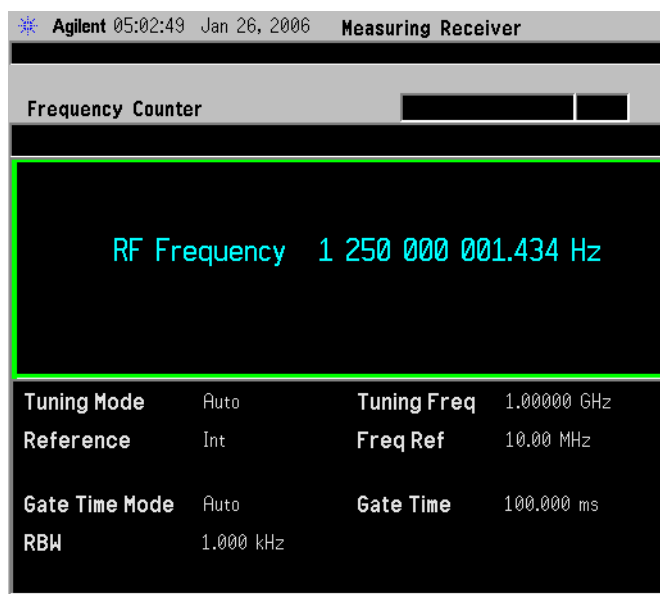 Agilent 05:02:49 Jan 26, 2006 Measuring Receiver
Frequency Counter
RF Frequency 1 250 000 001.434 Hz
Tuning Mode Auto Tuning Freq 1.00000 GHz
Reference Int Freq Ref 10.00 MHz
Gate Time Mode Auto Gate Time 100.000 ms
RBW 1.000 kHz